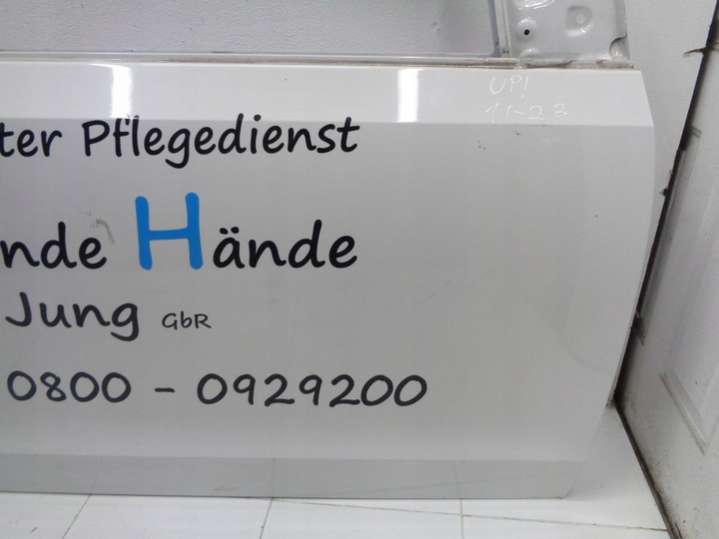 UP!
11-23
ter Pflegedienst
nde Hände
Jung GbR
0800 - 0929200